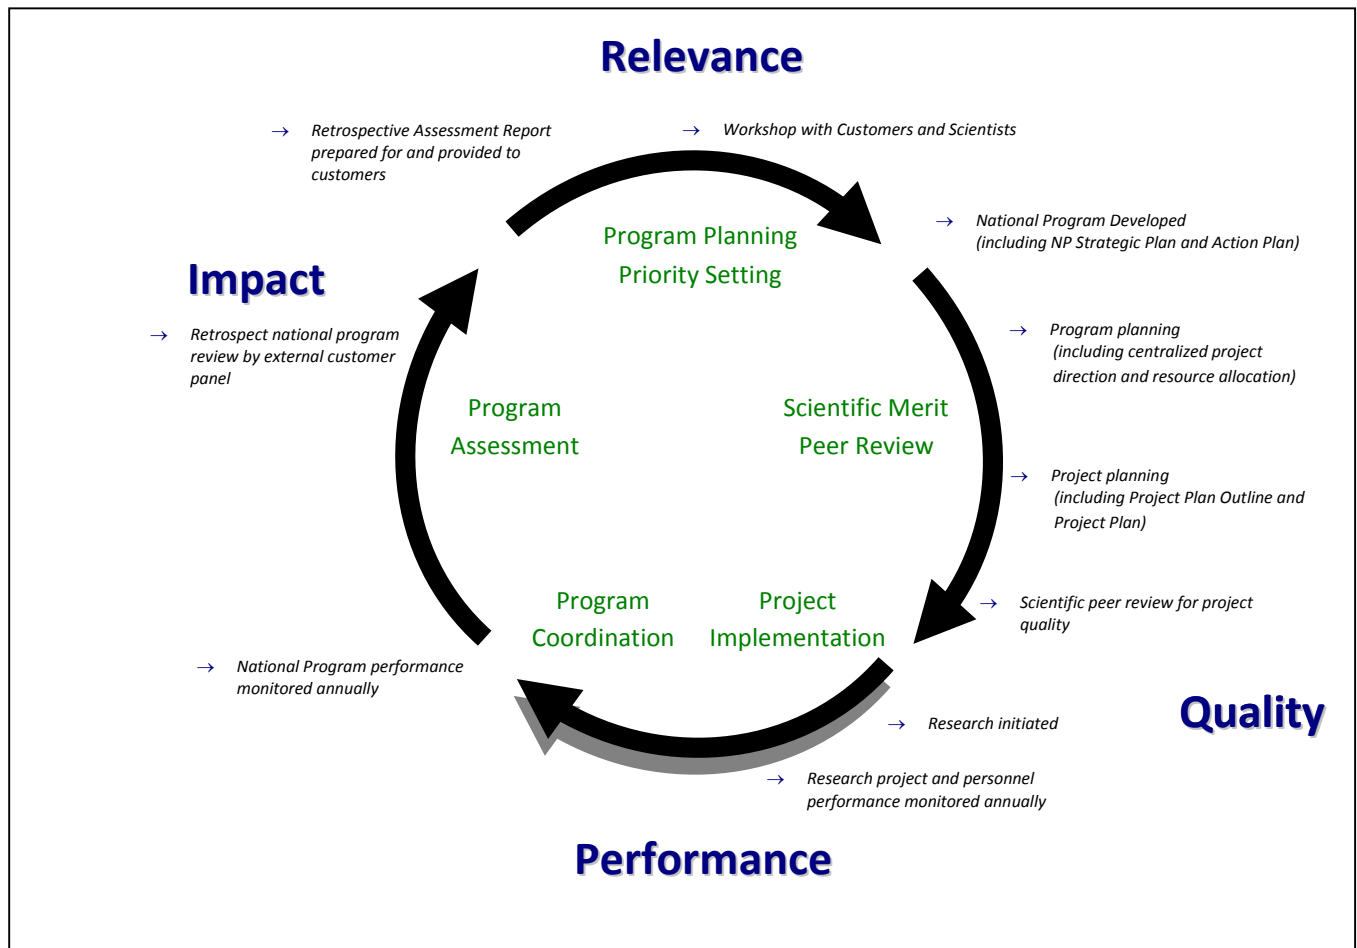 Relevance
→ Retrospective Assessment Report
prepared for and provided to
customers
→ Workshop with Customers and Scientists
→ National Program Developed
(including NP Strategic Plan and Action Plan)
Program Planning
Priority Setting
Impact
→ Retrospect national program
review by external customer
panel
→ Program planning
(including centralized project
direction and resource allocation)
Program
Assessment
Scientific Merit
Peer Review
→ Project planning
(including Project Plan Outline and
Project Plan)
Program
Coordination
Project
Implementation
→ Scientific peer review for project
quality
→ National Program performance
monitored annually
Quality
→ Research initiated
→ Research project and personnel
performance monitored annually
Performance